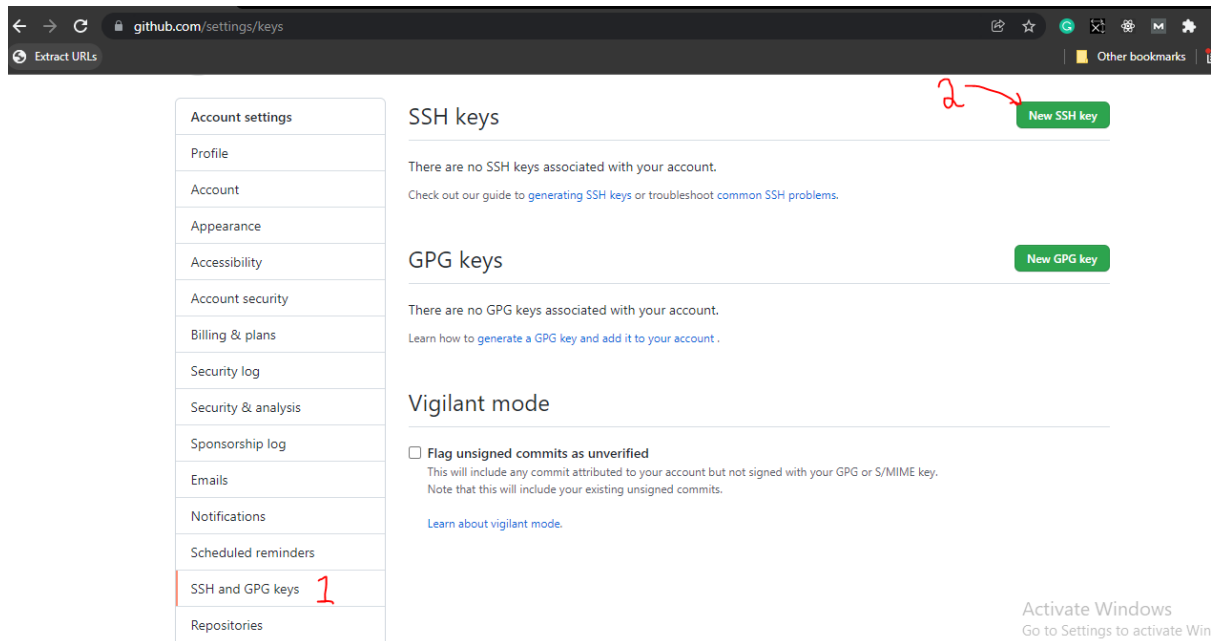 github.com/settings/keys
Extract URLs
Other bookmarks
Account settings
Profile
Account
Appearance
Accessibility
Account security
Billing & plans
Security log
Security & analysis
Sponsorship log
Emails
Notifications
Scheduled reminders
SSH and GPG keys 1
Repositories
SSH keys
2
New SSH key
There are no SSH keys associated with your account.
Check out our guide to generating SSH keys or troubleshoot common SSH problems.
GPG keys
New GPG key
There are no GPG keys associated with your account.
Learn how to generate a GPG key and add it to your account .
Vigilant mode
Flag unsigned commits as unverified
This will include any commit attributed to your account but not signed with your GPG or S/MIME key.
Note that this will include your existing unsigned commits.
Learn about vigilant mode.
Activate Windows
Go to Settings to activate Win